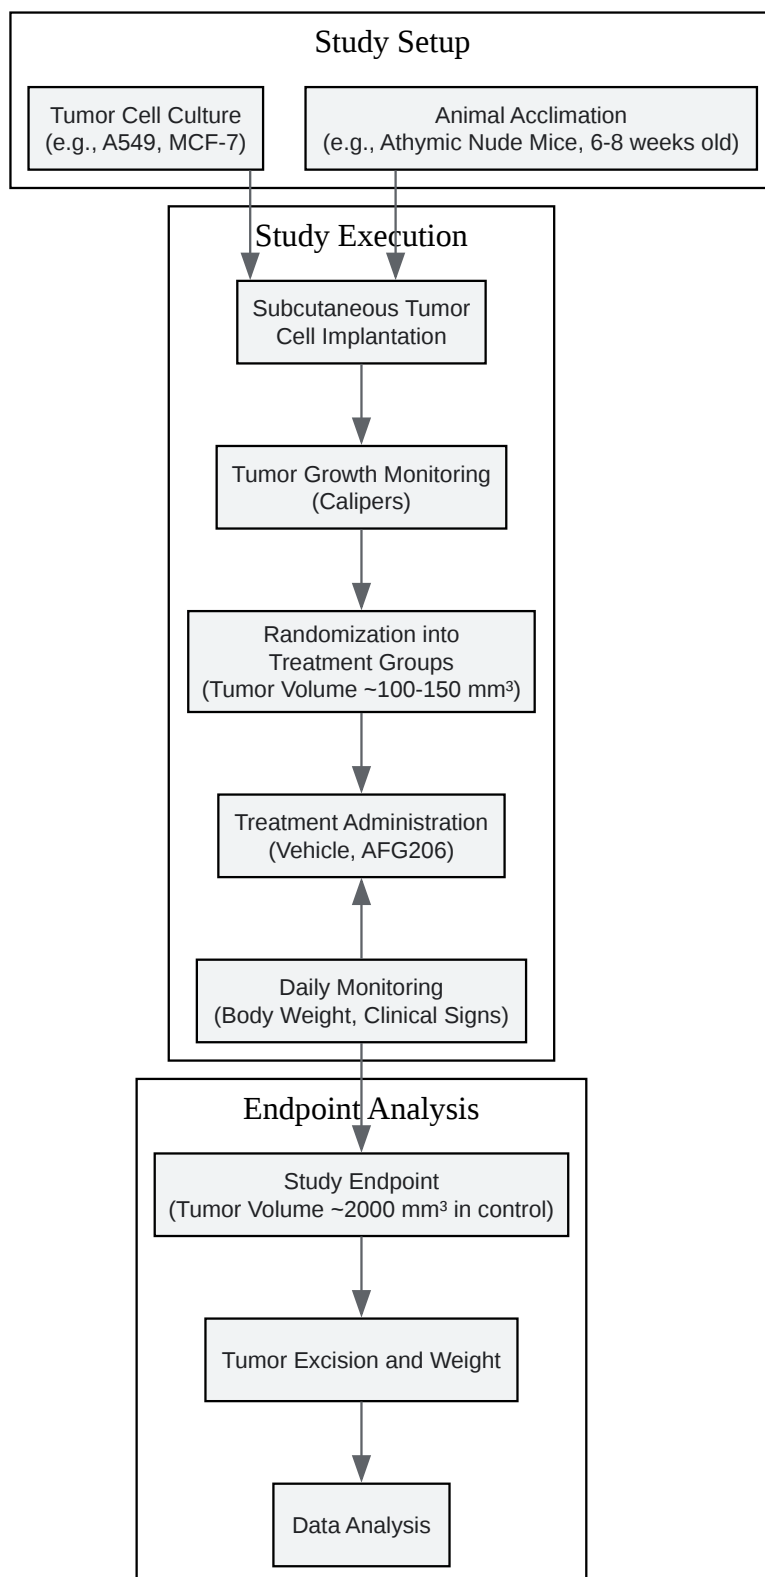 Study Setup
Tumor Cell Culture
(e.g., A549, MCF-7)
Animal Acclimation
(e.g., Athymic Nude Mice, 6-8 weeks old)
Study Execution
Subcutaneous Tumor
Cell Implantation
Tumor Growth Monitoring
(Calipers)
Randomization into
Treatment Groups
(Tumor Volume ~100-150 mm³)
Treatment Administration
(Vehicle, AFG206)
Daily Monitoring
(Body Weight, Clinical Signs)
Endpoint Analysis
Study Endpoint
(Tumor Volume ~2000 mm³ in control)
Tumor Excision and Weight
Data Analysis